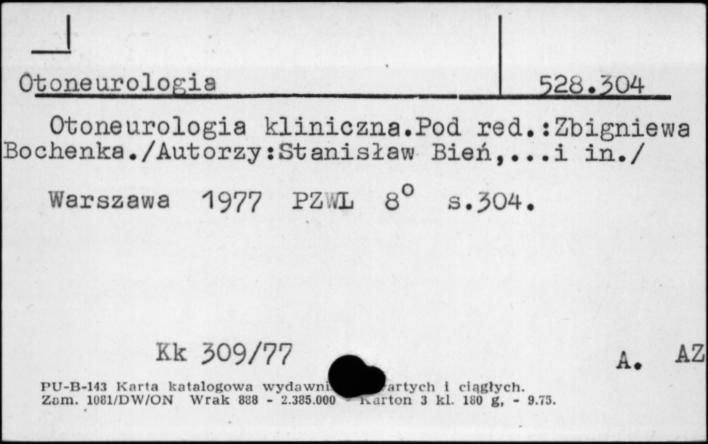 Otoneurologia 528.304
Otoneurologia kliniczna.Pod red.:Zbigniewa
Bochenka./Autorzy:Stanisław Bień,...i in./
Warszawa 1977 PZWL 8° s.304.
Kk 309/77 A. AZ
PU-B-143 Karta katalogowa wydawni artych i ciągłych.
Zam. 1081/DW/ON Wrak 888 - 2.385.000 Karton 3 kl. 180 g, - 9.75.